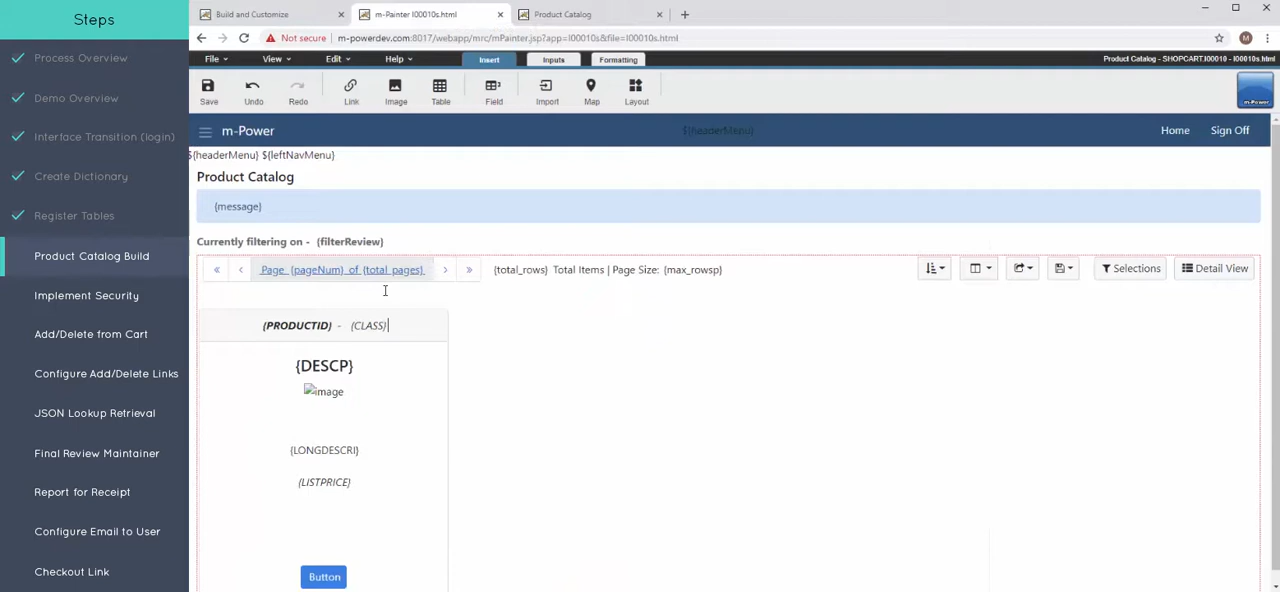 Steps
Process Overview
Demo Overview
Interface Transition (login)
Create Dictionary
Register Tables
Product Catalog Build
Implement Security
Add/Delete from Cart
Configure Add/Delete Links
JSON Lookup Retrieval
Final Review Maintainer
Report for Receipt
Configure Email to User
Checkout Link
Build and Customize
m-Painter I00010s.html
Product Catalog
Not secure m-powerdev.com:8017/webapp/mrc/mPainter.jsp?app=I00010s&file=I00010s.html
M
File View Edit Help Insert Inputs Formatting
Product Catalog - SHOPCART.I00010 - I00010s.html
Save Undo Redo Link Image Table Field Import Map Layout
m-Power
m-Power ${headerMenu} Home Sign Off
${headerMenu} ${leftNavMenu}
Product Catalog
{message}
Currently filtering on - {filterReview}
« ‹ Page {pageNum} of {total_pages} › » {total_rows} Total Items | Page Size: {max_rowsp} Selections Detail View
{PRODUCTID} - {CLASS}
{DESCP}
image
{LONGDESCRI}
{LISTPRICE}
Button